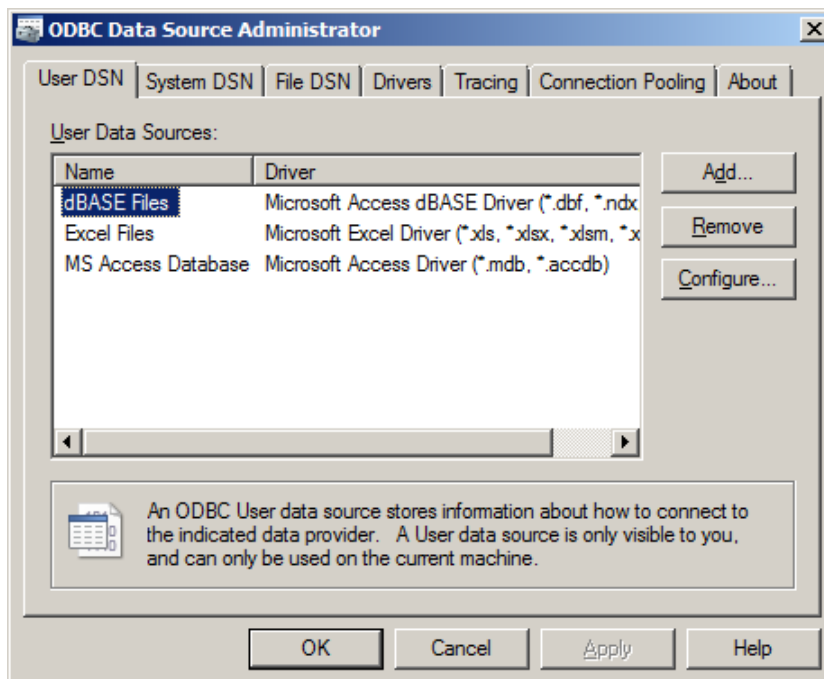 ODBC Data Source Administrator
User DSN System DSN File DSN Drivers Tracing Connection Pooling About
User Data Sources:
Name Driver
dBASE Files Microsoft Access dBASE Driver (*.dbf, *.ndx
Excel Files Microsoft Excel Driver (*.xls, *.xlsx, *.xlsm, *.x
MS Access Database Microsoft Access Driver (*.mdb, *.accdb)
Add...
Remove
Configure...
An ODBC User data source stores information about how to connect to
the indicated data provider. A User data source is only visible to you,
and can only be used on the current machine.
OK Cancel Apply Help